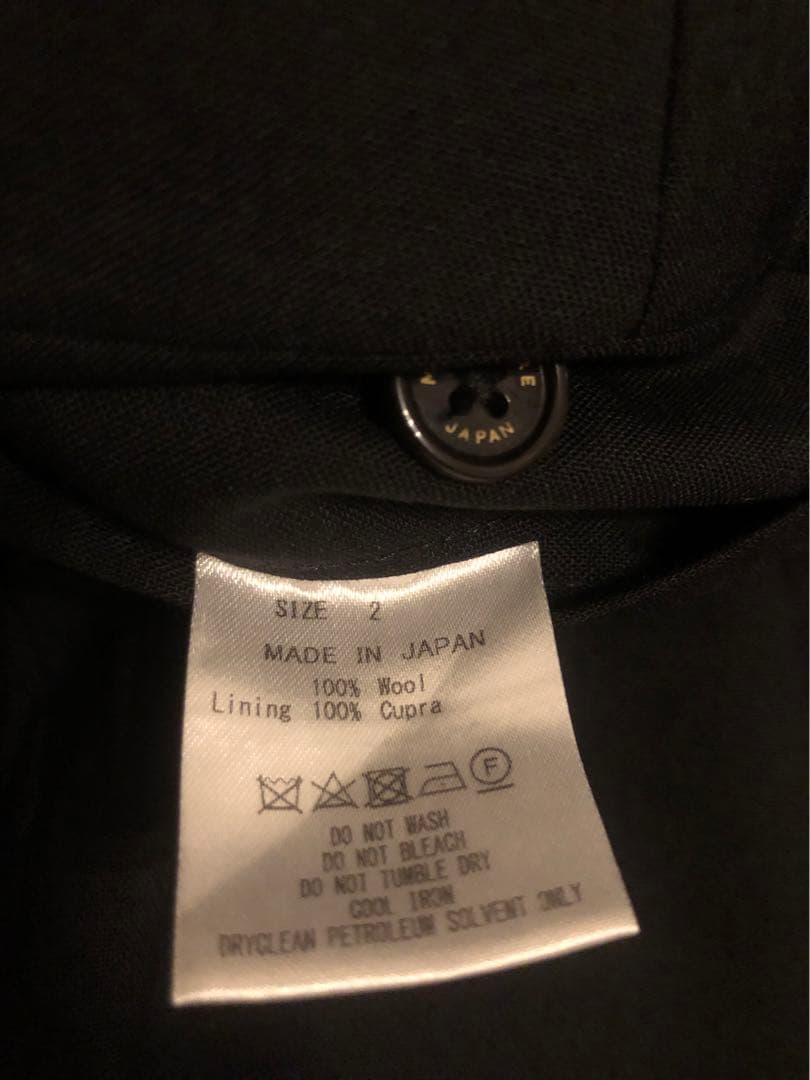 JAPAN
SIZE 2
MADE IN JAPAN
100% Wool
Lining 100% Cupra
F
DO NOT WASH
DO NOT BLEACH
DO NOT TUMBLE DRY
COOL IRON
DRYCLEAN PETROLEUM SOLVENT ONLY